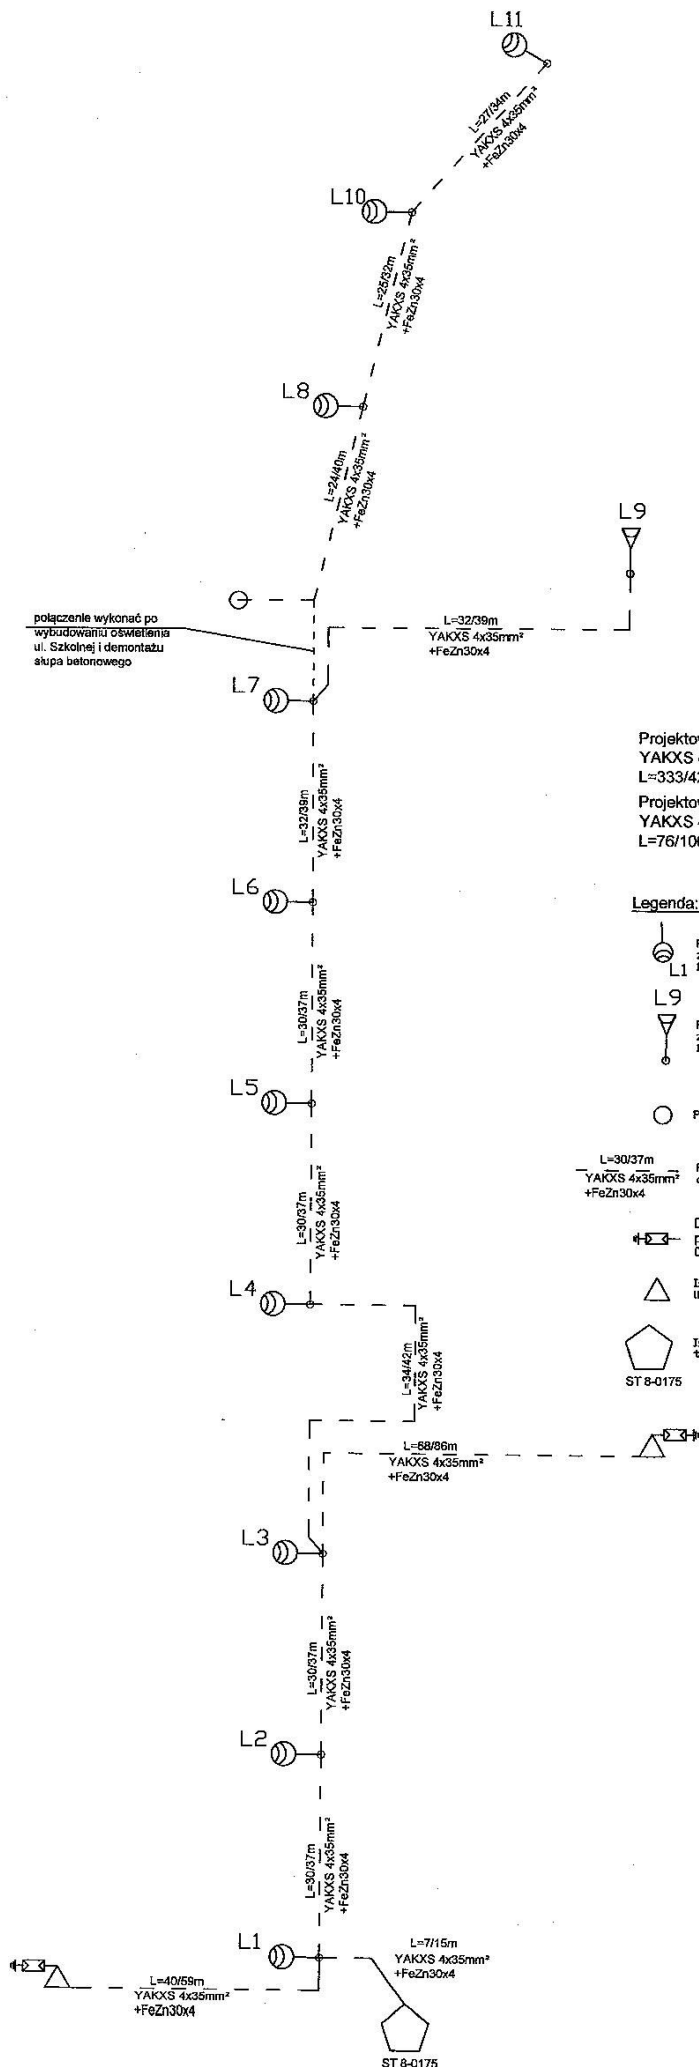 L11
L=27/34m
YAKXS 4x35mm²
+FeZn30x4
L10
L=25/32m
YAKXS 4x35mm²
+FeZn30x4
L8
L=24/40m
YAKXS 4x35mm²
+FeZn30x4
L9
L=32/39m
YAKXS 4x35mm²
+FeZn30x4
połączenie wykonać po
wybudowaniu oświetlenia
ul. Szkolnej i demontażu
słupa betonowego
L7
L=32/39m
YAKXS 4x35mm²
+FeZn30x4
L6
L=30/37m
YAKXS 4x35mm²
+FeZn30x4
L5
L=30/37m
YAKXS 4x35mm²
+FeZn30x4
L4
L=34/42m
YAKXS 4x35mm²
+FeZn30x4
L=68/86m
YAKXS 4x35mm²
+FeZn30x4
L3
L=30/37m
YAKXS 4x35mm²
+FeZn30x4
L2
L=30/37m
YAKXS 4x35mm²
+FeZn30x4
L1
L=7/15m
YAKXS 4x35mm²
+FeZn30x4
L=40/59m
YAKXS 4x35mm²
+FeZn30x4
ST 8-0175
Projektow
YAKXS
L=333/42
Projektow
YAKXS
L=76/10
Legenda:
L1
L9
L=30/37m
YAKXS 4x35mm²
+FeZn30x4
ST 8-0175